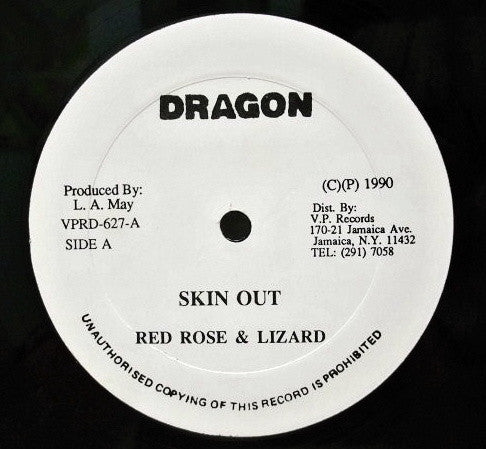 DRAGON
Produced By:
L. A. May
VPRD-627-A
SIDE A
(C)(P) 1990
Dist. By:
V.P. Records
170-21 Jamaica Ave.
Jamaica, N.Y. 11432
TEL: (291) 7058
SKIN OUT
RED ROSE & LIZARD
UNAUTHORISED COPYING OF THIS RECORD IS PROHIBITED